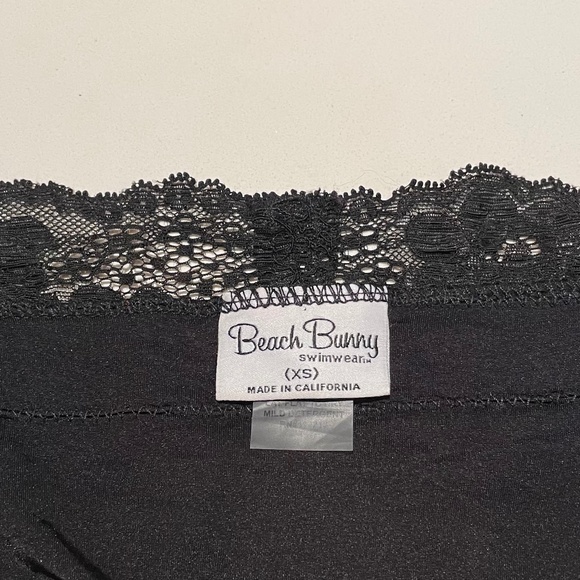 Beach Bunny
swimwear™
(XS)
MADE IN CALIFORNIA
MILD DETERGENT